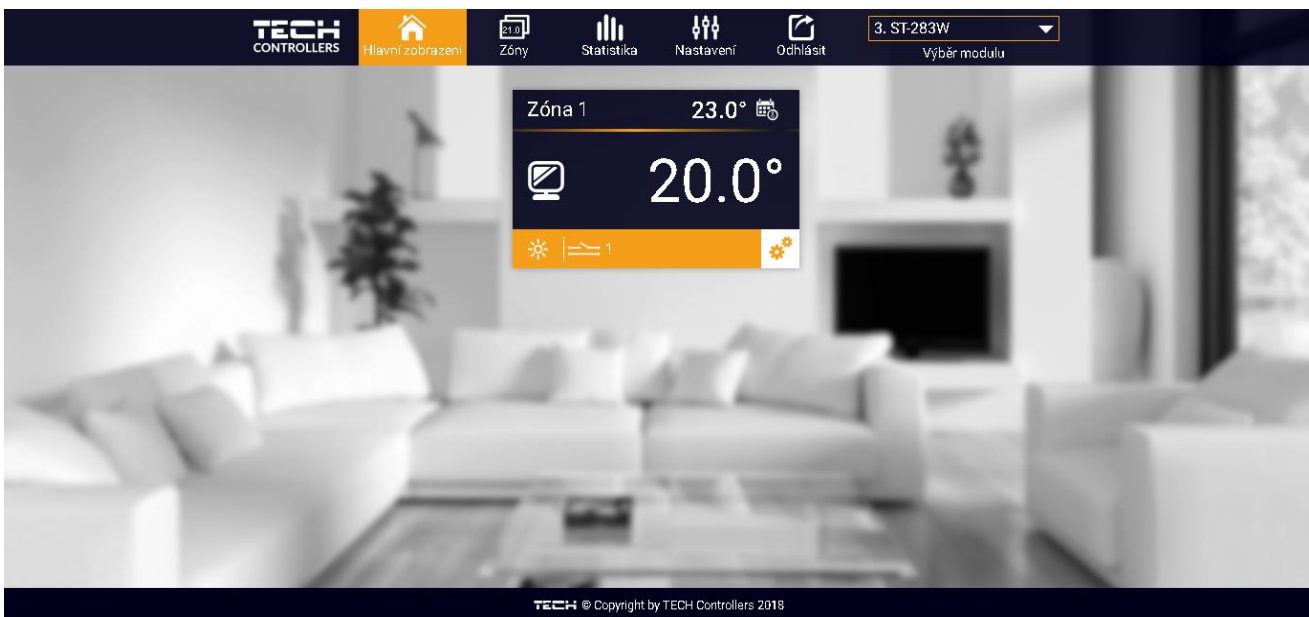 TECH
CONTROLLERS
Hlavní zobrazení
21.0
Zóny
Statistika
Nastavení
Odhlásit
3. ST-283W
Výběr modulu
Zóna 1 23.0°
20.0°
1
TECH © Copyright by TECH Controllers 2018